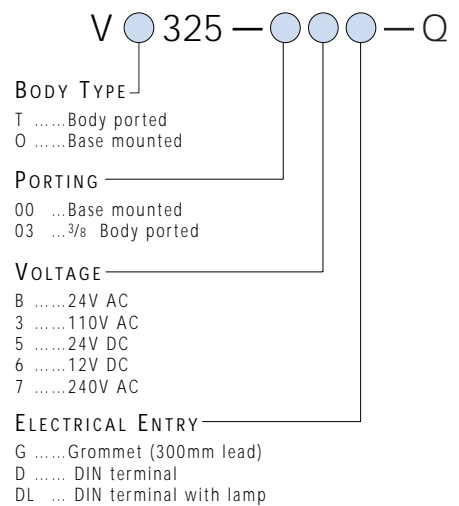 V 325 — — Q
BODY TYPE
T ......Body ported
O ......Base mounted
PORTING
00 ...Base mounted
03 ...3/8 Body ported
VOLTAGE
B ......24V AC
3 ......110V AC
5 ......24V DC
6 ......12V DC
7 ......240V AC
ELECTRICAL ENTRY
G ......Grommet (300mm lead)
D ...... DIN terminal
DL ... DIN terminal with lamp